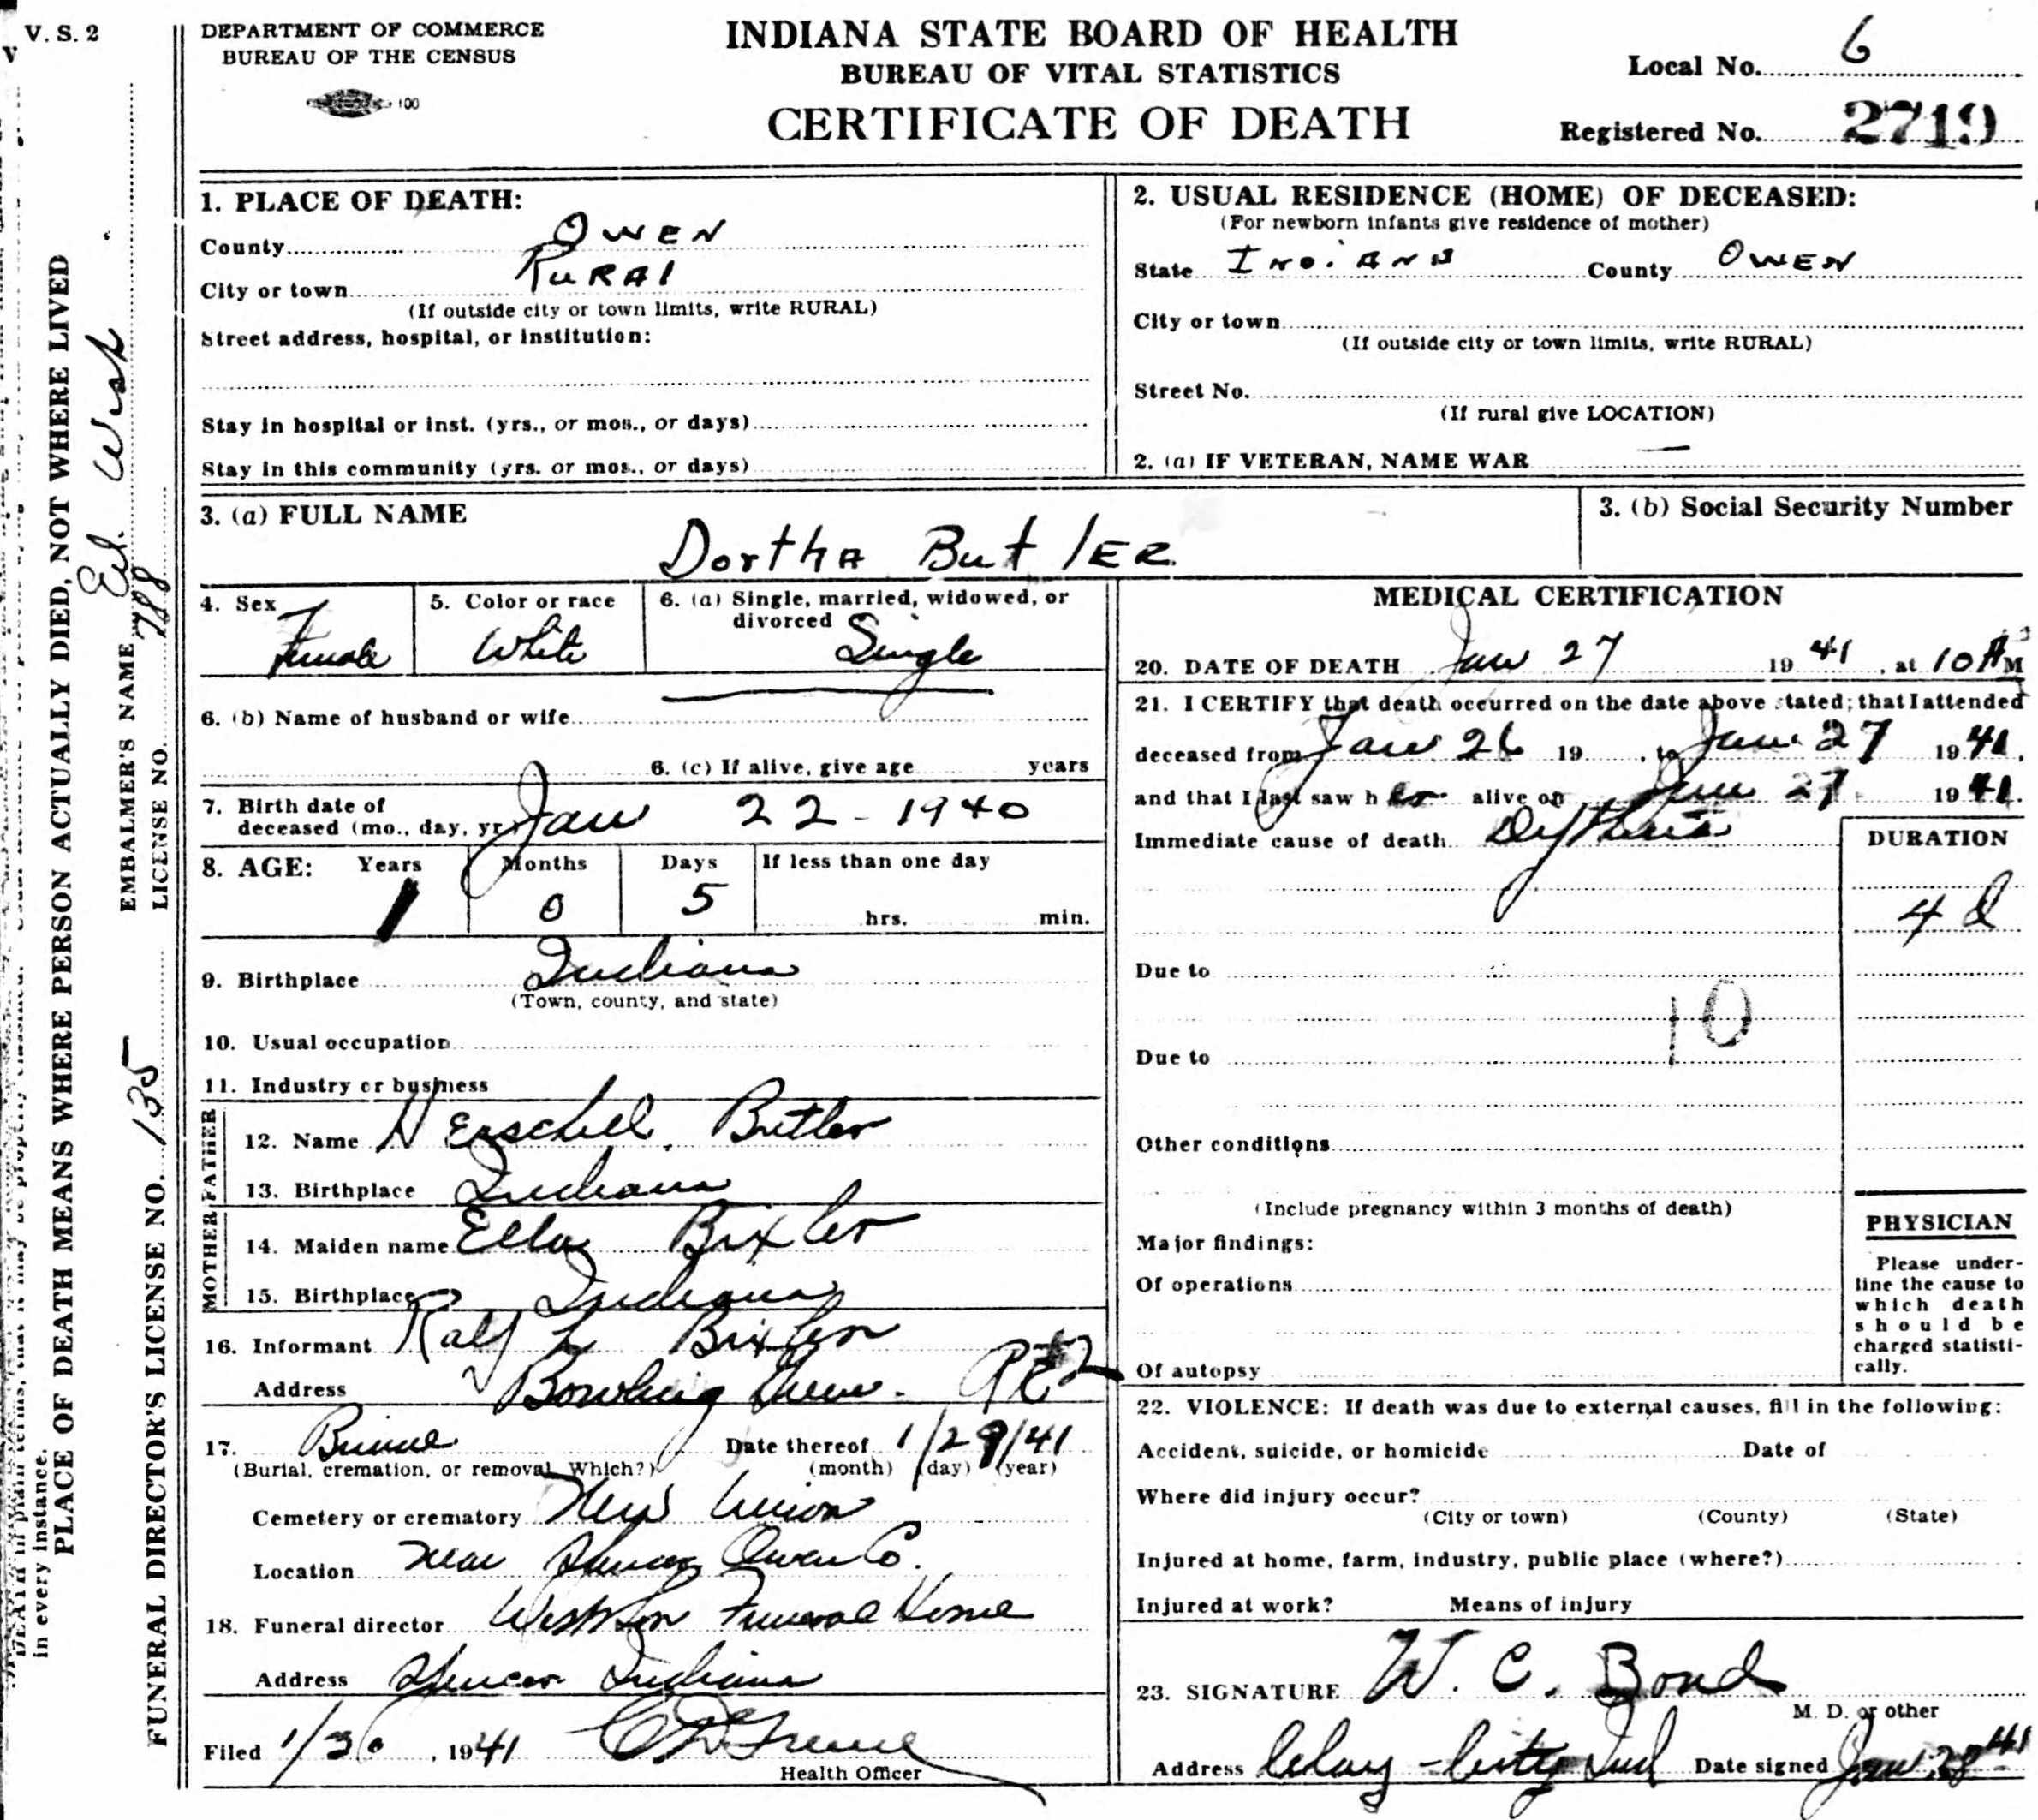 V. S. 2
DEPARTMENT OF COMMERCE
BUREAU OF THE CENSUS
100
INDIANA STATE BOARD OF HEALTH
BUREAU OF VITAL STATISTICS
CERTIFICATE OF DEATH
Local No. 6
Registered No. 2719
in every instance.
PLACE OF DEATH MEANS WHERE PERSON ACTUALLY DIED, NOT WHERE LIVED
EMBALMER'S NAME West
LICENSE NO. 788
FUNERAL DIRECTOR'S LICENSE NO. 135
1. PLACE OF DEATH:
County OWEN
City or town RURAl
(If outside city or town limits, write RURAL)
Street address, hospital, or institution:
Stay in hospital or inst. (yrs., or mos., or days)
Stay in this community (yrs. or mos., or days)
2. USUAL RESIDENCE (HOME) OF DECEASED:
(For newborn infants give residence of mother)
State INDiANA County OWEN
City or town
(If outside city or town limits, write RURAL)
Street No.
(If rural give LOCATION)
2. (a) IF VETERAN, NAME WAR —
3. (a) FULL NAME Dortha ButlER
3. (b) Social Security Number
4. Sex Female
5. Color or race White
6. (a) Single, married, widowed, or divorced Single
6. (b) Name of husband or wife
6. (c) If alive, give age years
7. Birth date of
deceased (mo., day, yr.) Jan 22 - 1940
8. AGE: Years Months Days If less than one day
1 0 5 hrs. min.
9. Birthplace Indiana
(Town, county, and state)
10. Usual occupation
11. Industry or business
FATHER
12. Name Herschell Butler
13. Birthplace Indiana
MOTHER
14. Maiden name Ella Bixler
15. Birthplace Indiana
16. Informant Ralf L Bixler
Address Bowling Green.
17. Date thereof 1/29/41
(Burial, cremation, or removal. Which?) (month) (day) (year)
Cemetery or crematory New Union
Location near Spencer Owen Co.
18. Funeral director Funeral Home
Address Spencer Indiana
Filed 1/30, 1941
Health Officer
MEDICAL CERTIFICATION
20. DATE OF DEATH Jan 27 1941, at 10 AM
21. I CERTIFY that death occurred on the date above stated; that I attended
deceased from Jan 26 19 , to Jan 27 1941,
and that I last saw her alive on Jan 27 1941.
Immediate cause of death
DURATION
4 d
Due to
10
Due to
Other conditions
(Include pregnancy within 3 months of death)
Major findings:
Of operations
Of autopsy
PHYSICIAN
Please under-
line the cause to
which death
should be
charged statisti-
cally.
22. VIOLENCE: If death was due to external causes, fill in the following:
Accident, suicide, or homicide Date of
Where did injury occur?
(City or town) (County) (State)
Injured at home, farm, industry, public place (where?)
Injured at work? Means of injury
23. SIGNATURE W. C. Bond
M. D. or other
Address Clay City Ind Date signed Jan 28 41